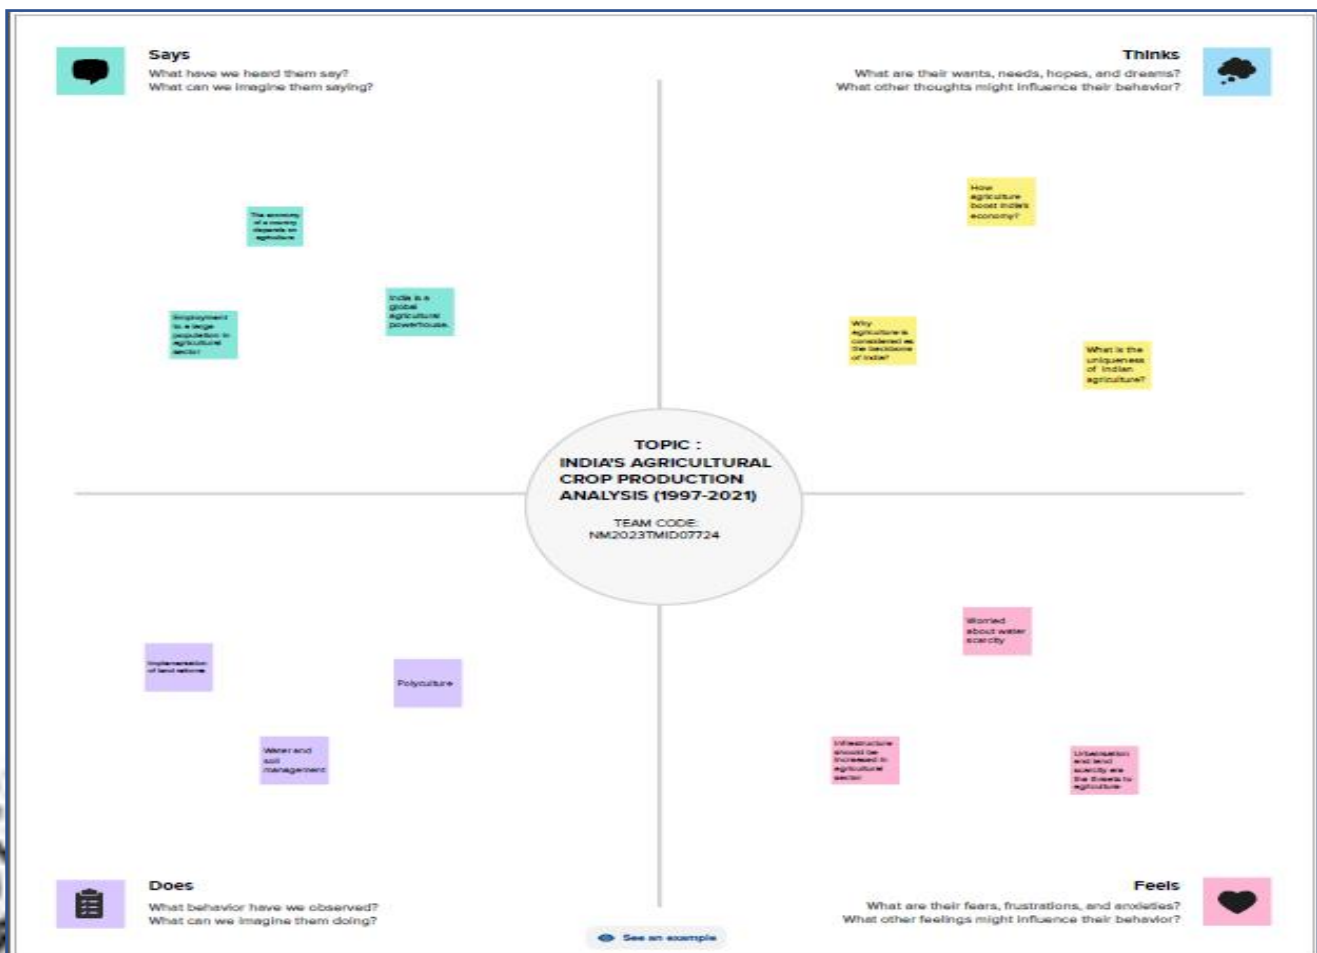 Says
What have we heard them say?
What can we imagine them saying?
Thinks
What are their wants, needs, hopes, and dreams?
What other thoughts might influence their behavior?
The economy
of a country
depends on
agriculture
Employment
to a large
population in
agricultural
sector
India is a
global
agricultural
powerhouse.
How
agriculture
boost India's
economy?
Why
agriculture is
considered as
the backbone
of India?
What is the
uniqueness
of Indian
agriculture?
TOPIC :
INDIA'S AGRICULTURAL
CROP PRODUCTION
ANALYSIS (1997-2021)
TEAM CODE:
NM2023TMID07724
Implementation
of land reforms
Polyculture
Water and
soil
management
Worried
about water
scarcity
Infrastructure
should be
increased in
agricultural
sector
Urbanisation
and land
scarcity are
the threats to
agriculture
Does
What behavior have we observed?
What can we imagine them doing?
Feels
What are their fears, frustrations, and anxieties?
What other feelings might influence their behavior?
See an example